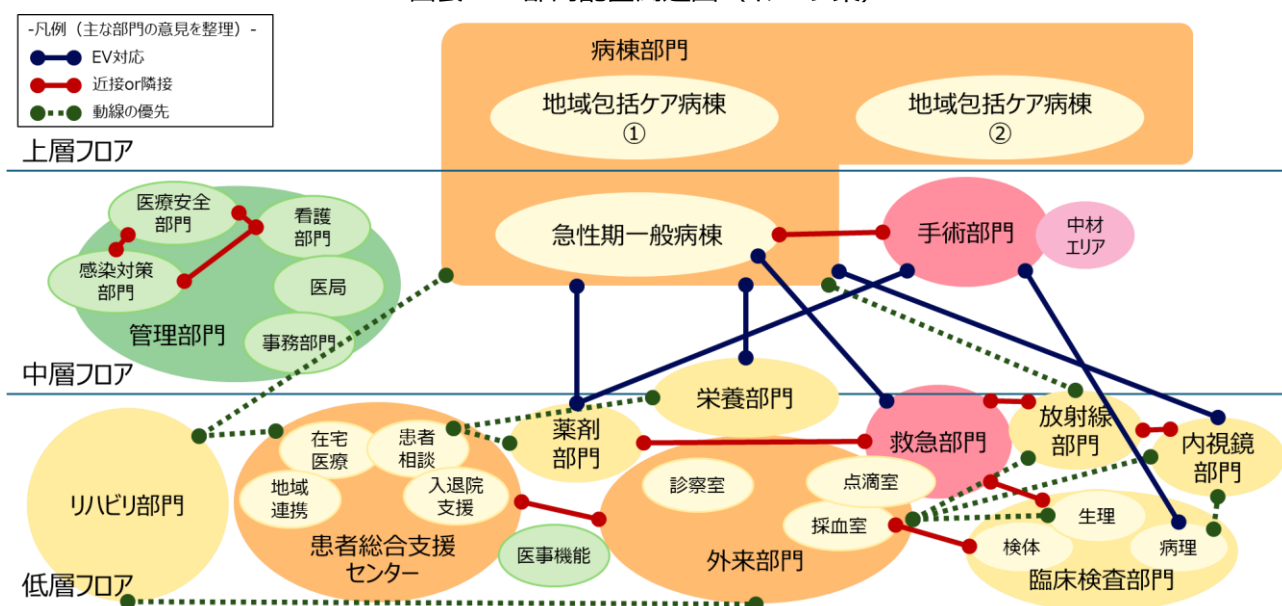 -凡例（主な部門の意見を整理）-
EV対応
近接or隣接
動線の優先
病棟部門
地域包括ケア病棟
①
地域包括ケア病棟
②
上層フロア
医療安全
部門
看護
部門
感染対策
部門
医局
管理部門
事務部門
急性期一般病棟
手術部門
中材
エリア
中層フロア
栄養部門
リハビリ部門
在宅
医療
患者
相談
地域
連携
入退院
支援
患者総合支援
センター
薬剤
部門
医事機能
診察室
点滴室
採血室
外来部門
救急部門
放射線
部門
内視鏡
部門
生理
検体
病理
臨床検査部門
低層フロア